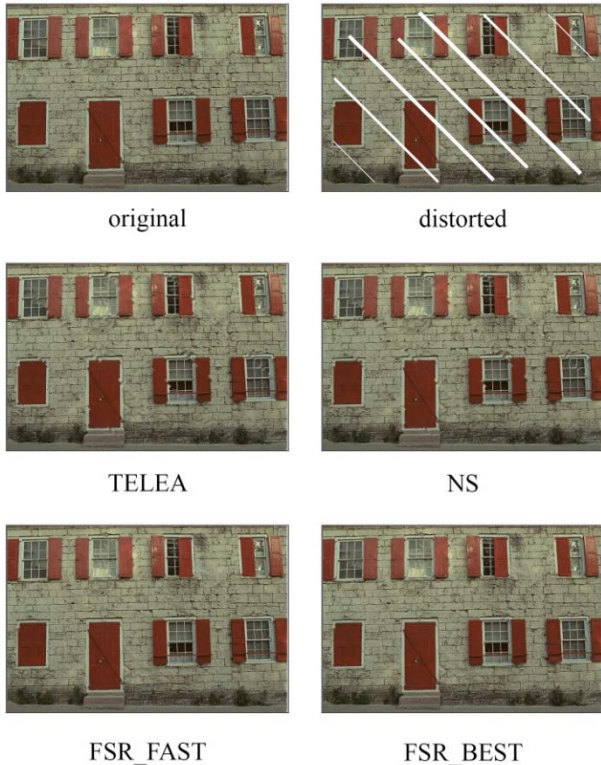 original
distorted
TELEA
NS
FSR_FAST
FSR_BEST